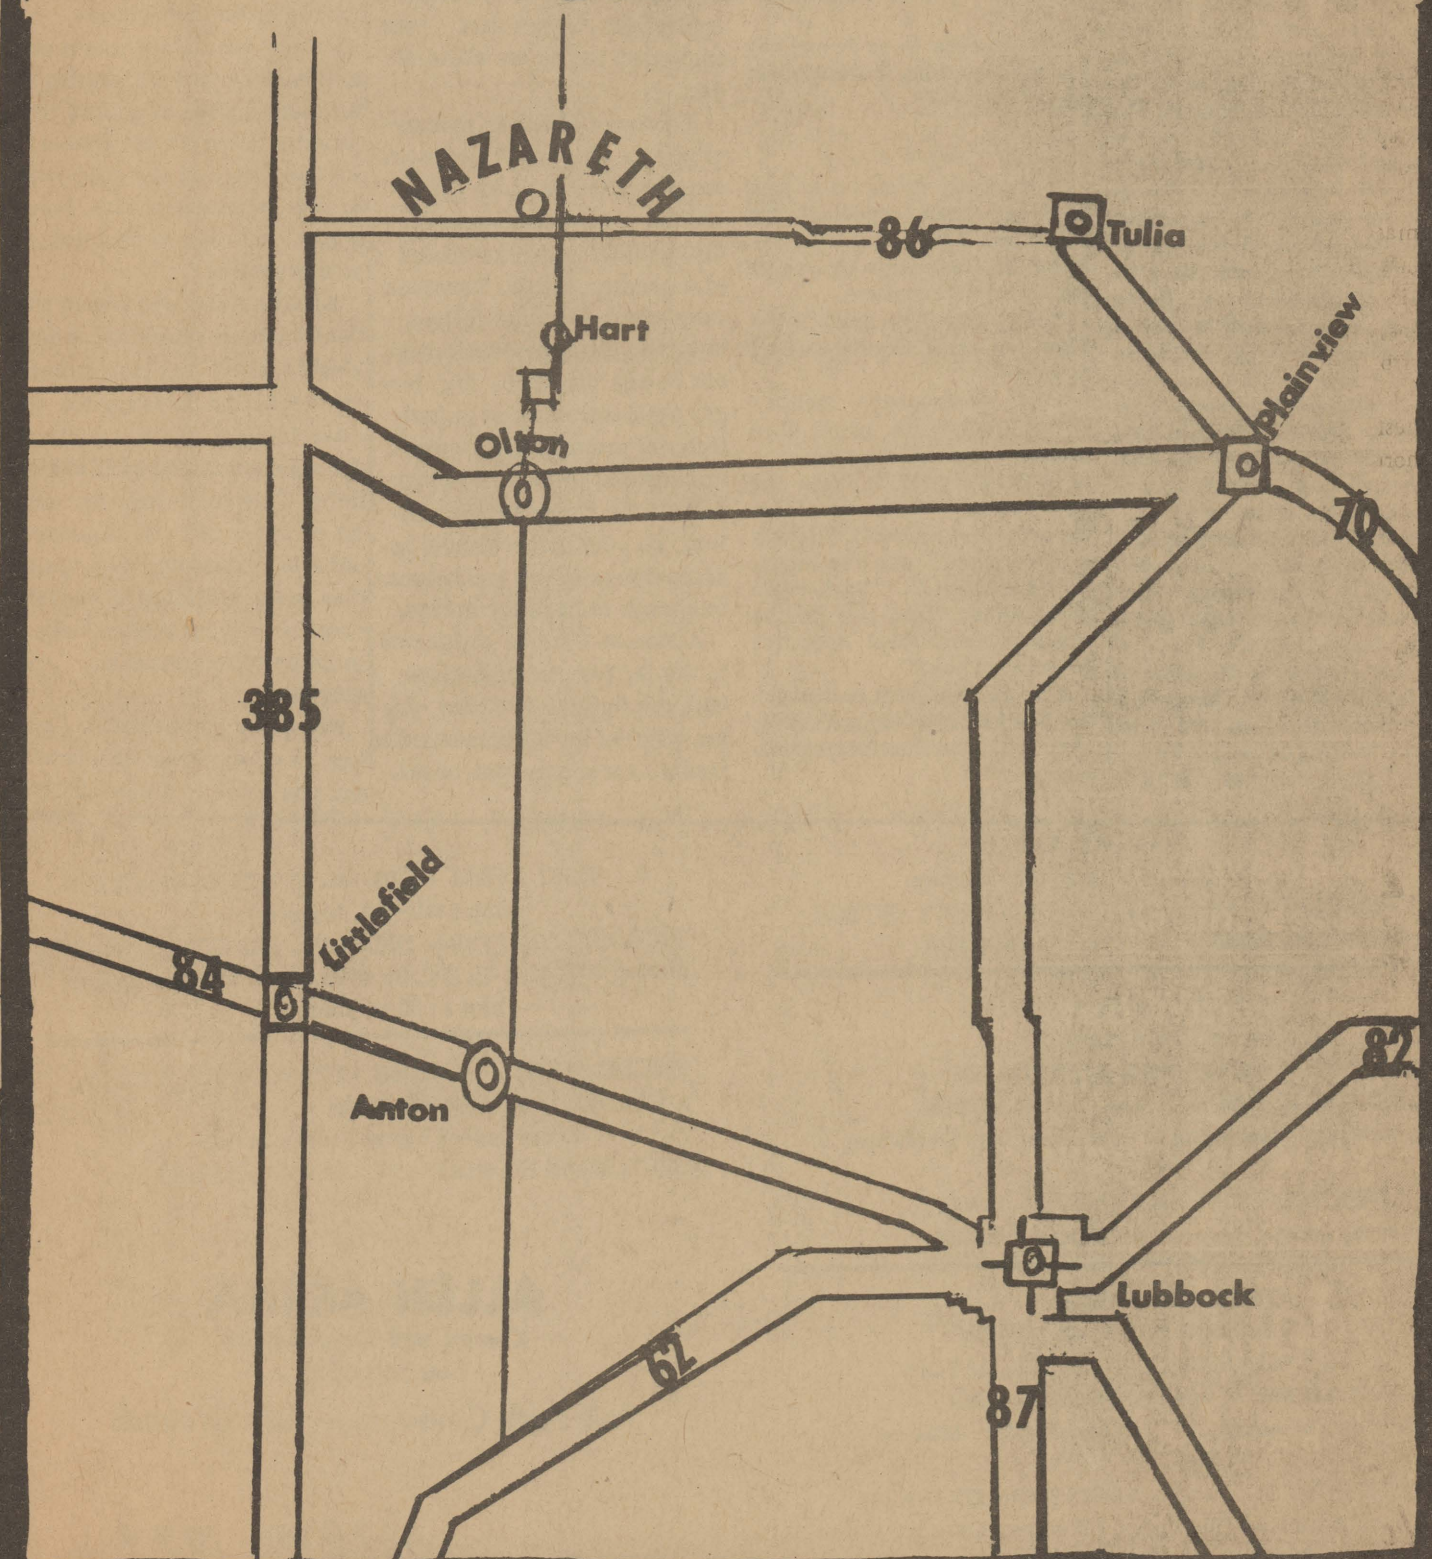 NAZARETH
86
Tulia
Hart
Plainview
Olton
70
385
Littlefield
84
82
Anton
Lubbock
62
87